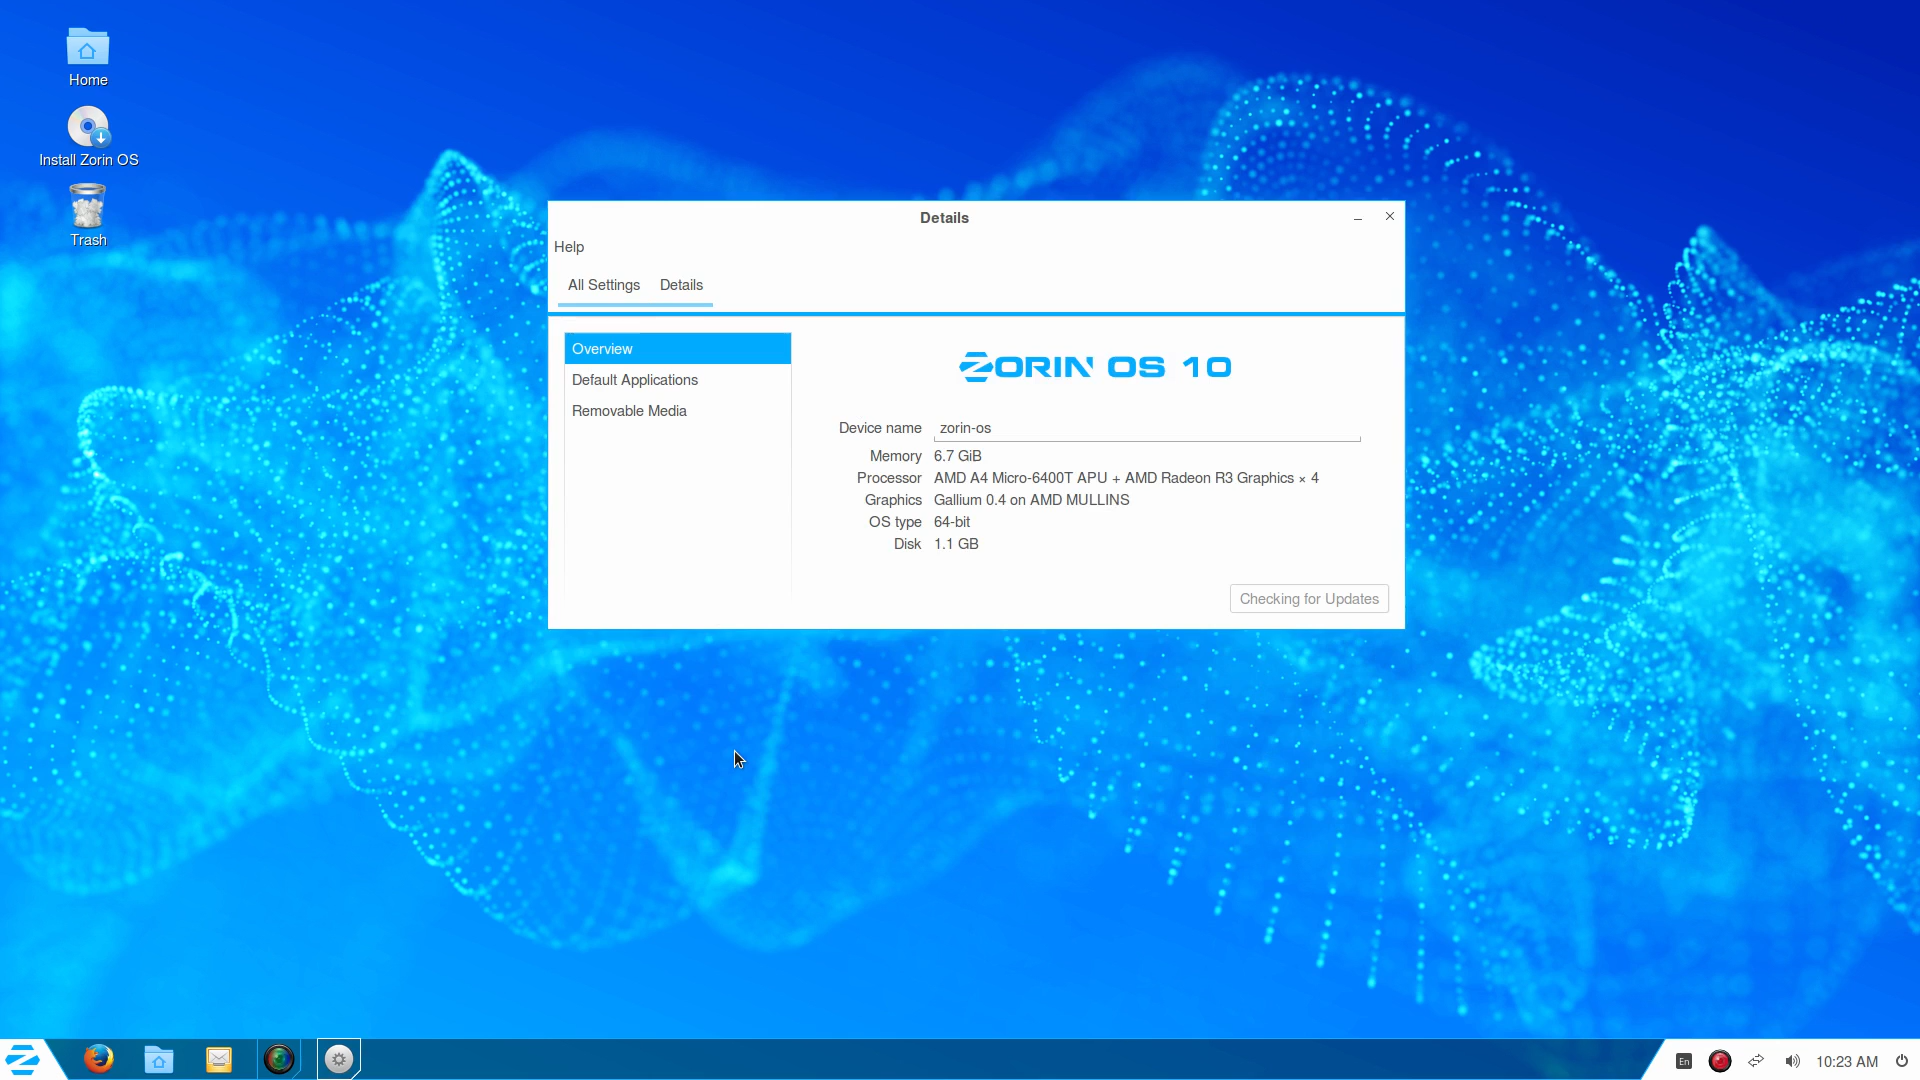 Home
Install Zorin OS
Trash
Details
Help
All Settings Details
Overview
Default Applications
Removable Media
ZORIN OS 10
Device name zorin-os
Memory 6.7 GiB
Processor AMD A4 Micro-6400T APU + AMD Radeon R3 Graphics × 4
Graphics Gallium 0.4 on AMD MULLINS
OS type 64-bit
Disk 1.1 GB
Checking for Updates
En 10:23 AM